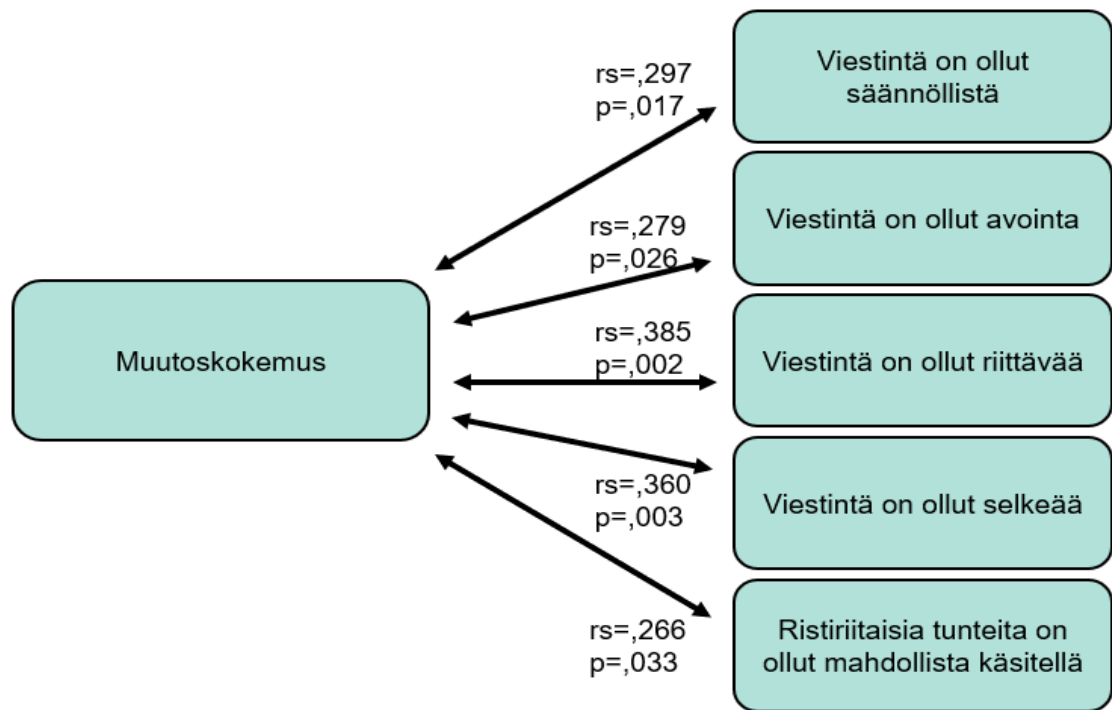 rs=,297
p=,017
Viestintä on ollut
säännöllistä
rs=,279
p=,026
Viestintä on ollut avointa
Muutoskokemus
rs=,385
p=,002
Viestintä on ollut riittävää
rs=,360
p=,003
Viestintä on ollut selkeää
rs=,266
p=,033
Ristiriitaisia tunteita on
ollut mahdollista käsitellä